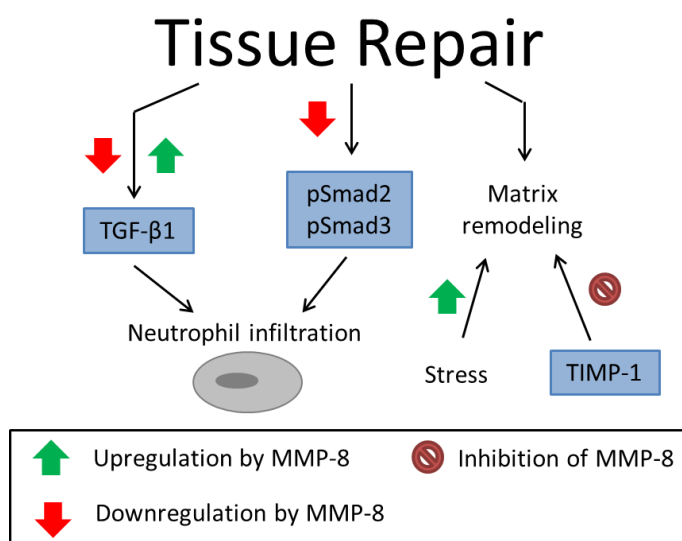 Tissue Repair
TGF-β1
pSmad2
pSmad3
Matrix
remodeling
Neutrophil infiltration
Stress
TIMP-1
Upregulation by MMP-8
Inhibition of MMP-8
Downregulation by MMP-8